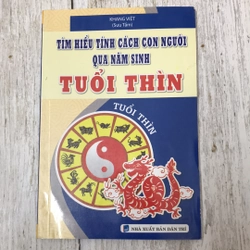 KHANG VIỆT
(Sưu Tầm)
TÌM HIỂU TÍNH CÁCH CON NGƯỜI
QUA NĂM SINH
TUỔI THÌN
TUỔI THÌN
NHÀ XUẤT BẢN DÂN TRÍ